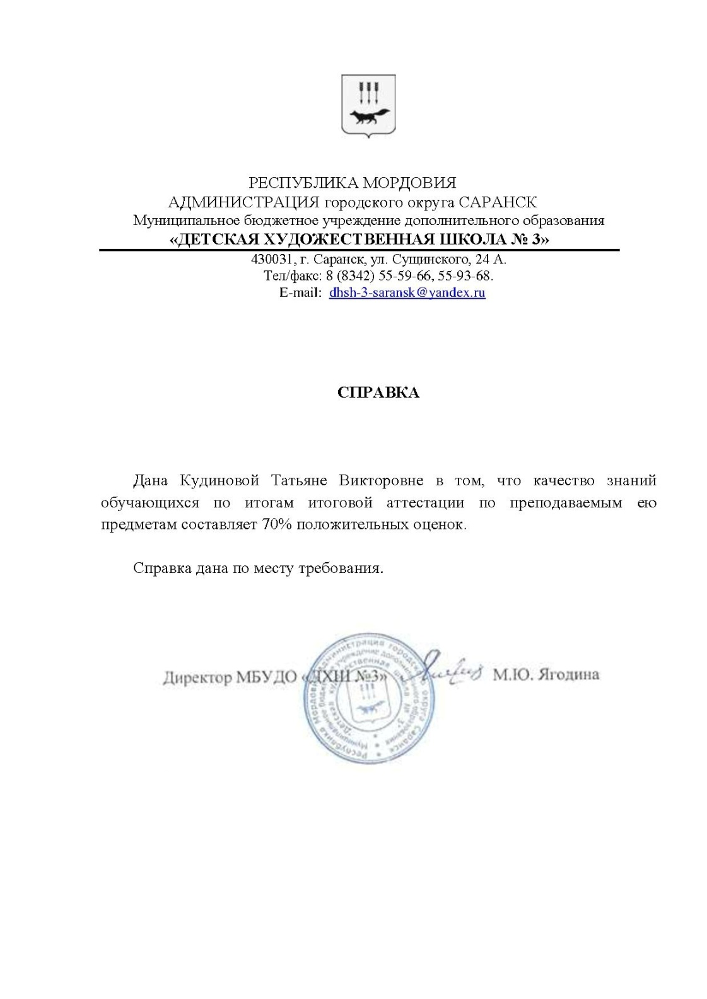 РЕСПУБЛИКА МОРДОВИЯ
АДМИНИСТРАЦИЯ городского округа САРАНСК
Муниципальное бюджетное учреждение дополнительного образования
«ДЕТСКАЯ ХУДОЖЕСТВЕННАЯ ШКОЛА № 3»
430031, г. Саранск, ул. Сущинского, 24 А.
Тел/факс: 8 (8342) 55-59-66, 55-93-68.
E-mail: dhsh-3-saransk@yandex.ru
СПРАВКА
Дана Кудиновой Татьяне Викторовне в том, что качество знаний
обучающихся по итогам итоговой аттестации по преподаваемым ею
предметам составляет 70% положительных оценок.
Справка дана по месту требования.
Директор МБУДО «ДХШ №3» М.Ю. Ягодина
Республика Мордовия Администрация городского округа Саранск
Муниципальное бюджетное учреждение дополнительного образования
"Детская художественная школа № 3"